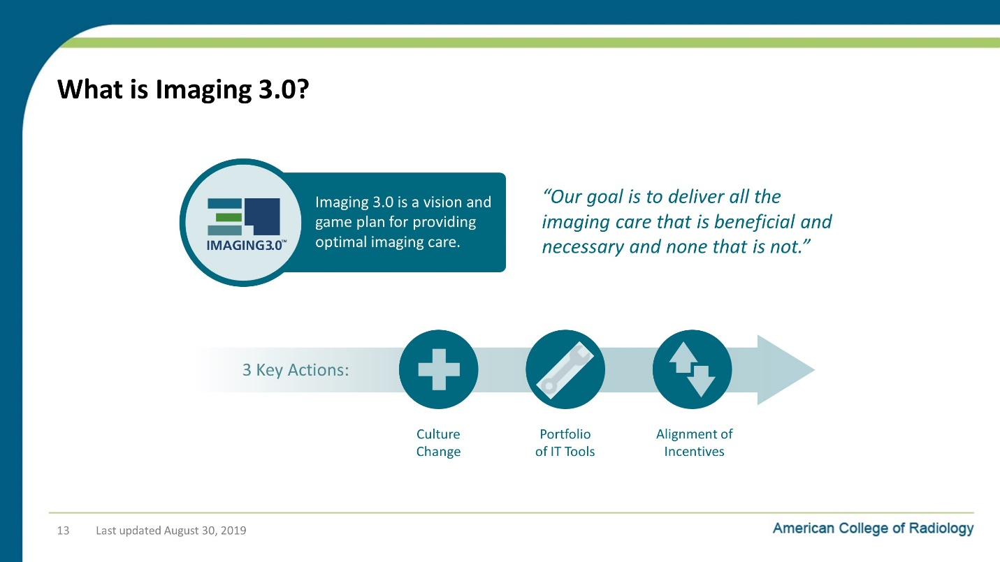 What is Imaging 3.0?
IMAGING3.0™
Imaging 3.0 is a vision and
game plan for providing
optimal imaging care.
“Our goal is to deliver all the
imaging care that is beneficial and
necessary and none that is not.”
3 Key Actions:
Culture
Change
Portfolio
of IT Tools
Alignment of
Incentives
13 Last updated August 30, 2019
American College of Radiology